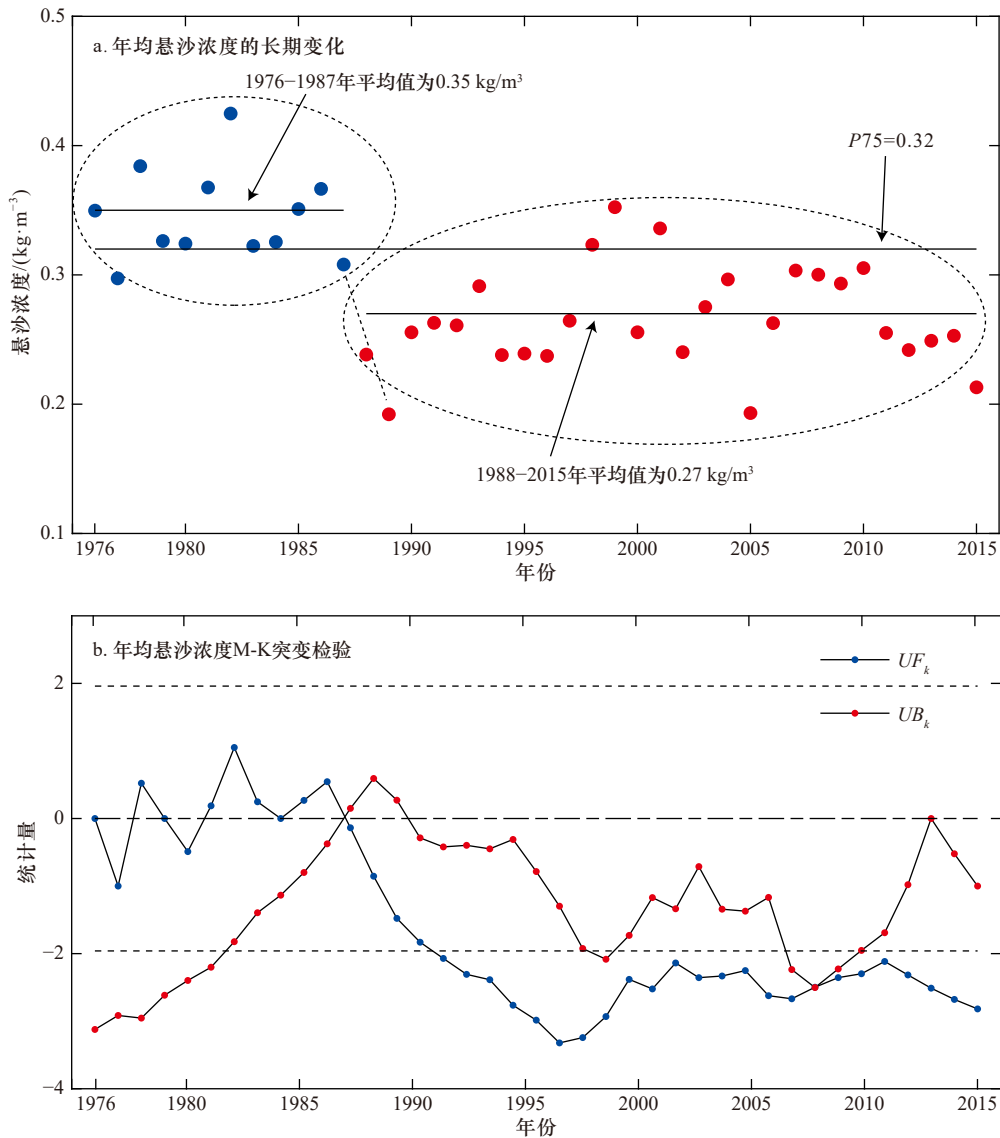 a. 年均悬沙浓度的长期变化
1976−1987年平均值为0.35 kg/m³
P75=0.32
1988−2015年平均值为0.27 kg/m³
悬沙浓度/(kg·m⁻³)
0.5
0.4
0.3
0.2
0.1
1976 1980 1985 1990 1995 2000 2005 2010 2015
年份
b. 年均悬沙浓度M-K突变检验
UFₖ
UBₖ
统计量
2
0
−2
−4
1976 1980 1985 1990 1995 2000 2005 2010 2015
年份